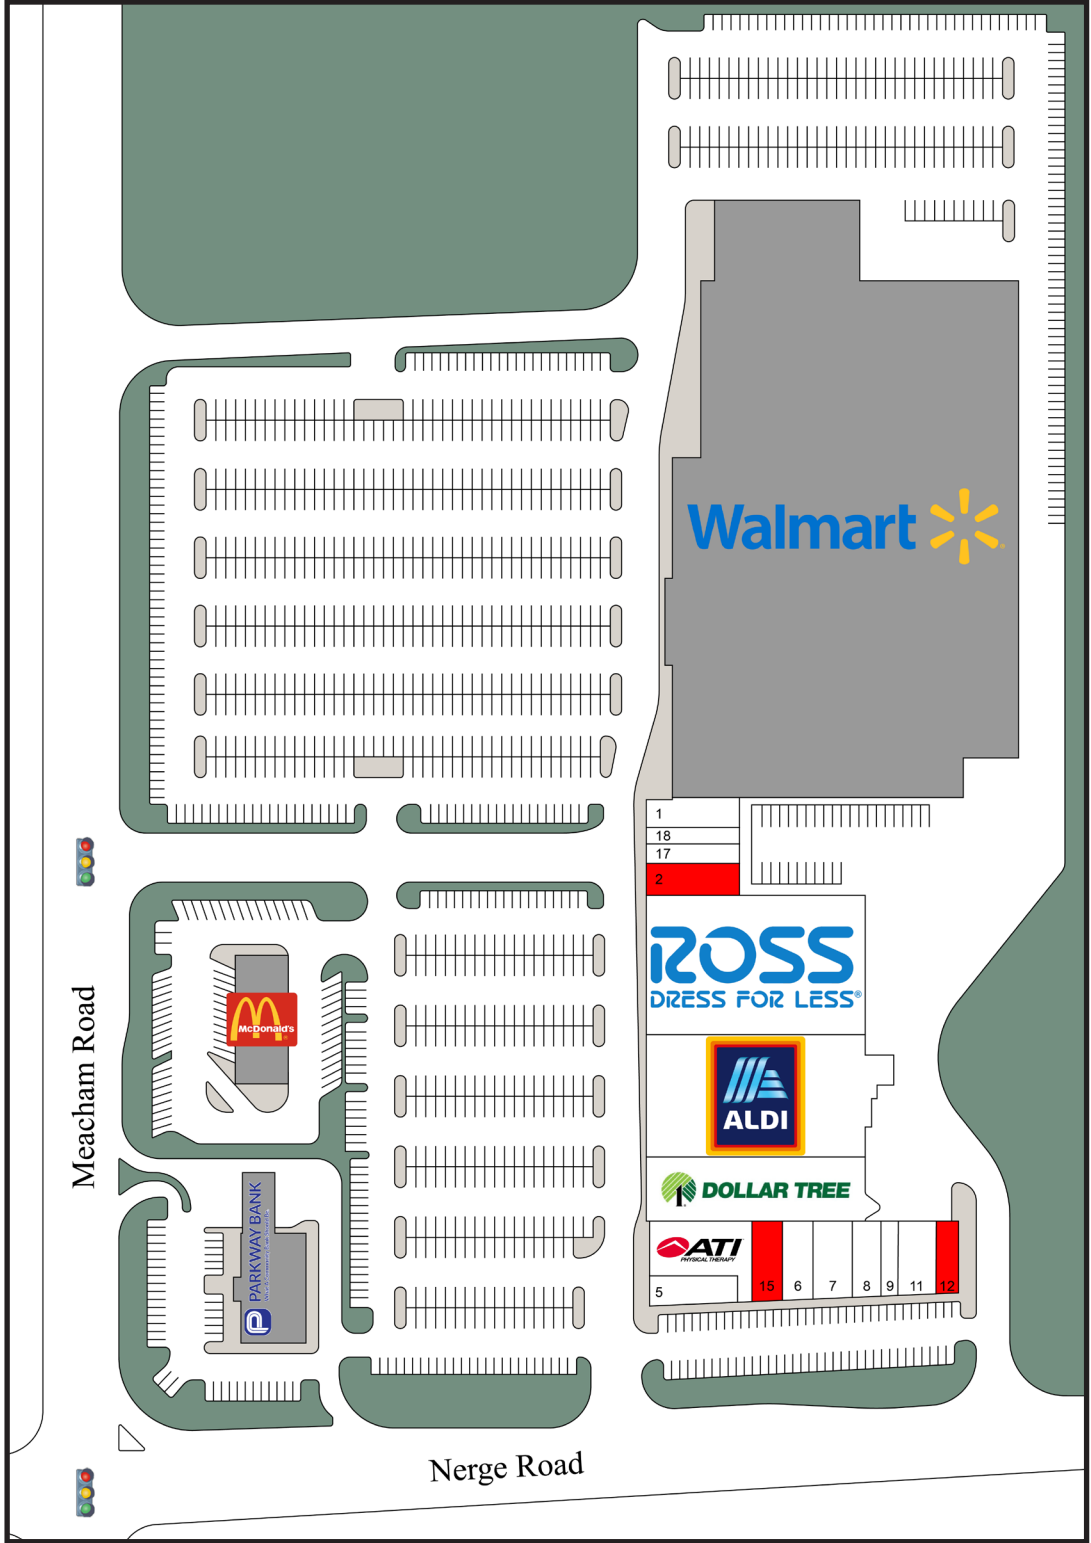 Walmart
1
18
17
2
ROSS
DRESS FOR LESS®
McDonald's
ALDI
Meacham Road
DOLLAR TREE
PARKWAY BANK
ATI
PHYSICAL THERAPY
5
15
6
7
8
9
11
12
P
Nerge Road